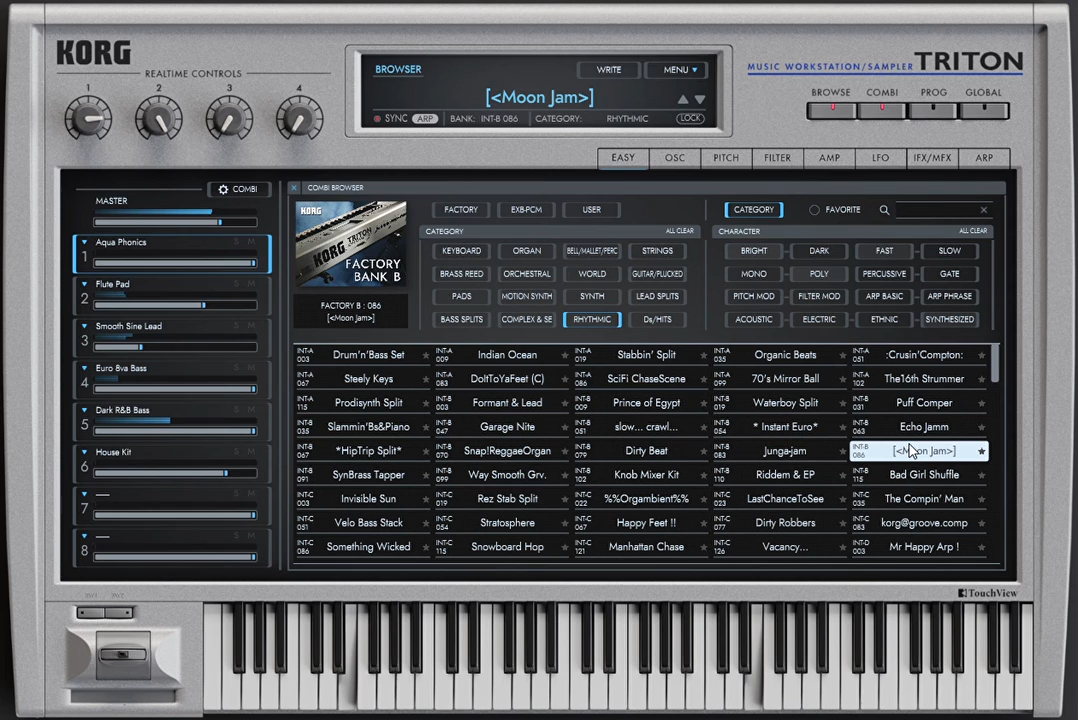 KORG
REALTIME CONTROLS
1 2 3 4
BROWSER WRITE MENU
[<Moon Jam>]
SYNC ARP BANK: INT-B 086 CATEGORY: RHYTHMIC LOCK
MUSIC WORKSTATION/SAMPLER TRITON
BROWSE COMBI PROG GLOBAL
EASY OSC PITCH FILTER AMP LFO IFX/MFX ARP
COMBI
MASTER
1 Aqua Phonics S M
2 Flute Pad S M
3 Smooth Sine Lead S M
4 Euro 8va Bass S M
5 Dark R&B Bass S M
6 House Kit S M
7 ---- S M
8 ---- S M
COMBI BROWSER
KORG
TRITON
FACTORY
BANK B
FACTORY B : 086
[<Moon Jam>]
FACTORY EXB-PCM USER
CATEGORY ALL CLEAR
KEYBOARD ORGAN BELL/MALLET/PERC STRINGS
BRASS REED ORCHESTRAL WORLD GUITAR/PLUCKED
PADS MOTION SYNTH SYNTH LEAD SPLITS
BASS SPLITS COMPLEX & SE RHYTHMIC Ds/HITS
CATEGORY FAVORITE
CHARACTER ALL CLEAR
BRIGHT DARK FAST SLOW
MONO POLY PERCUSSIVE GATE
PITCH MOD FILTER MOD ARP BASIC ARP PHRASE
ACOUSTIC ELECTRIC ETHNIC SYNTHESIZED
INT-A 003 Drum'n'Bass Set INT-A 009 Indian Ocean INT-A 019 Stabbin' Split INT-A 035 Organic Beats INT-A 051 :Crusin'Compton:
INT-A 067 Steely Keys INT-A 083 DoItToYaFeet (C) INT-A 086 SciFi ChaseScene INT-A 099 70's Mirror Ball INT-A 102 The16th Strummer
INT-A 115 Prodisynth Split INT-B 003 Formant & Lead INT-B 009 Prince of Egypt INT-B 019 Waterboy Split INT-B 031 Puff Comper
INT-B 035 Slammin'Bs&Piano INT-B 047 Garage Nite INT-B 051 slow... crawl... INT-B 054 * Instant Euro* INT-B 063 Echo Jamm
INT-B 067 *HipTrip Split* INT-B 070 Snap!ReggaeOrgan INT-B 079 Dirty Beat INT-B 083 Junga-jam INT-B 086 [<Moon Jam>]
INT-B 091 SynBrass Tapper INT-B 099 Way Smooth Grv. INT-B 102 Knob Mixer Kit INT-B 110 Riddem & EP INT-B 115 Bad Girl Shuffle
INT-C 003 Invisible Sun INT-C 019 Rez Stab Split INT-C 022 %%Orgambient%% INT-C 023 LastChanceToSee INT-C 035 The Compin' Man
INT-C 051 Velo Bass Stack INT-C 054 Stratosphere INT-C 067 Happy Feet !! INT-C 077 Dirty Robbers INT-C 083 korg@groove.comp
INT-C 086 Something Wicked INT-C 115 Snowboard Hop INT-C 121 Manhattan Chase INT-C 126 Vacancy... INT-D 003 Mr Happy Arp !
TouchView
SW1 SW2